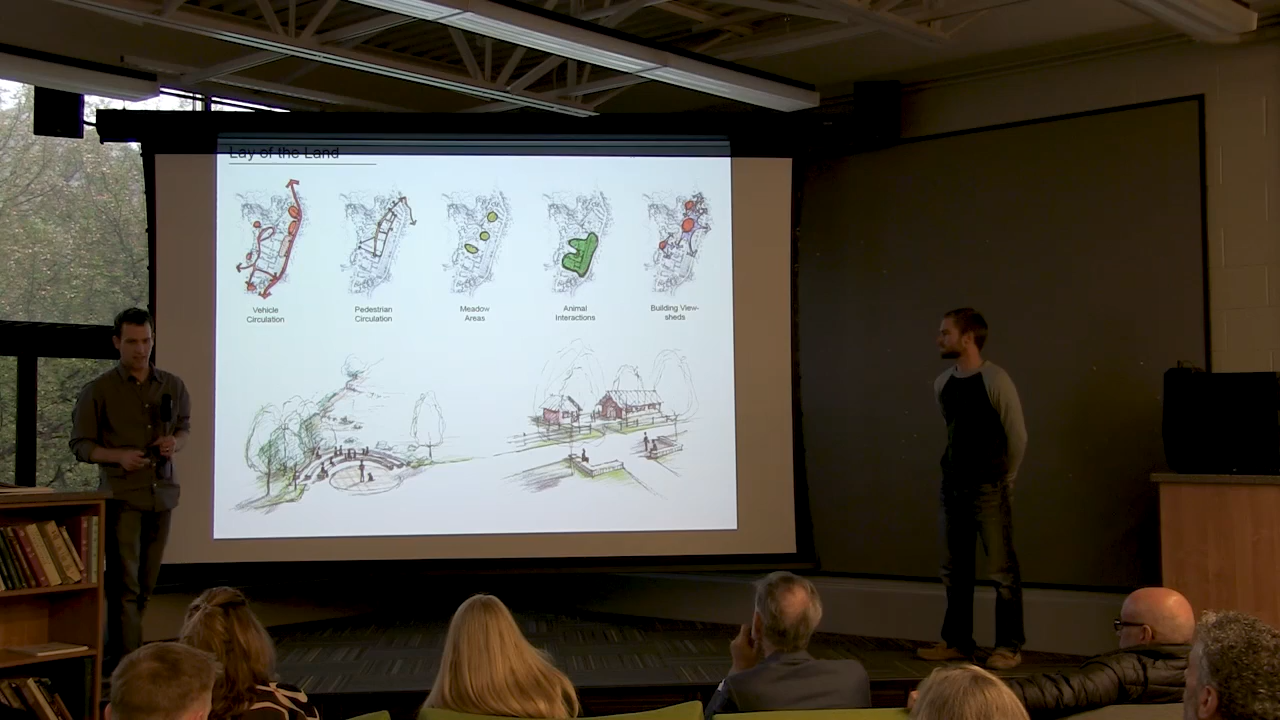 Lay of the Land
Vehicle
Circulation
Pedestrian
Circulation
Meadow
Areas
Animal
Interactions
Building View-
sheds